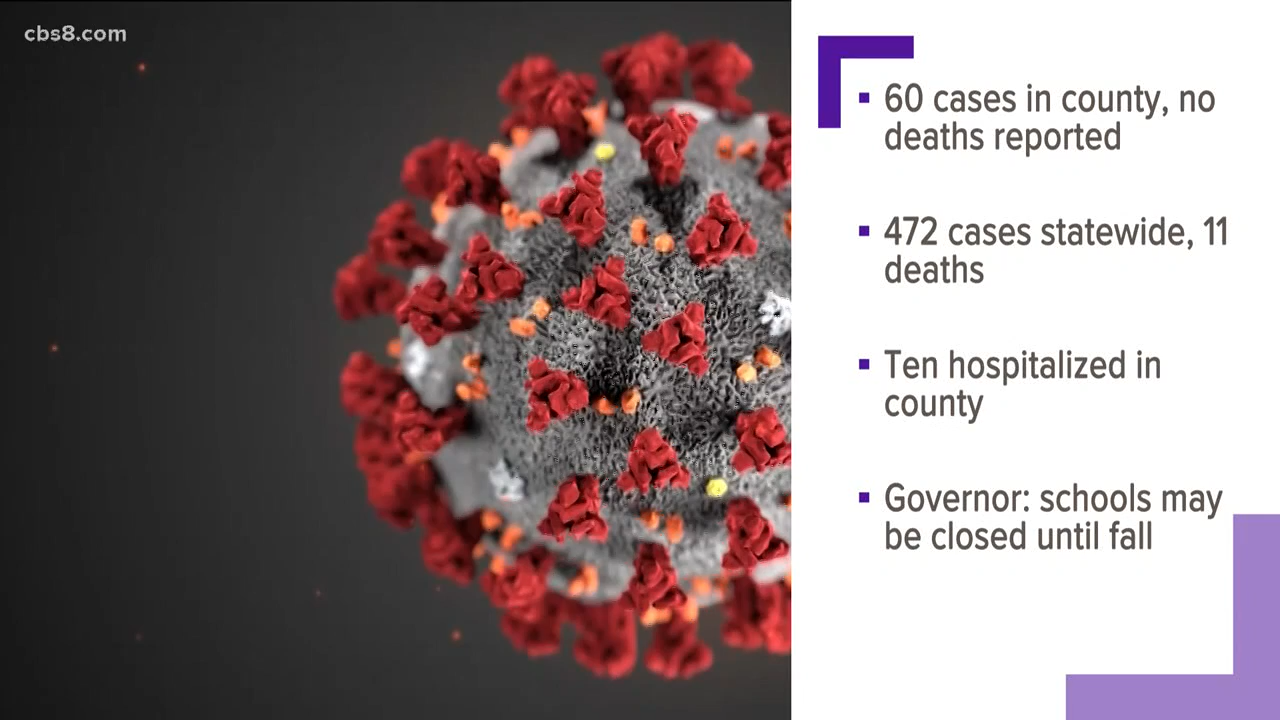 cbs8.com
60 cases in county, no
deaths reported
472 cases statewide, 11
deaths
Ten hospitalized in
county
Governor: schools may
be closed until fall